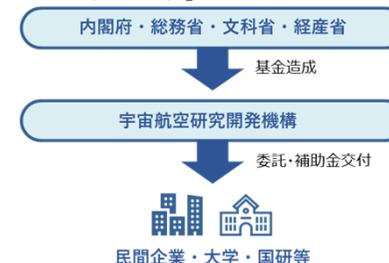 内閣府・総務省・文科省・経産省
基金造成
宇宙航空研究開発機構
委託・補助金交付
民間企業・大学・国研等